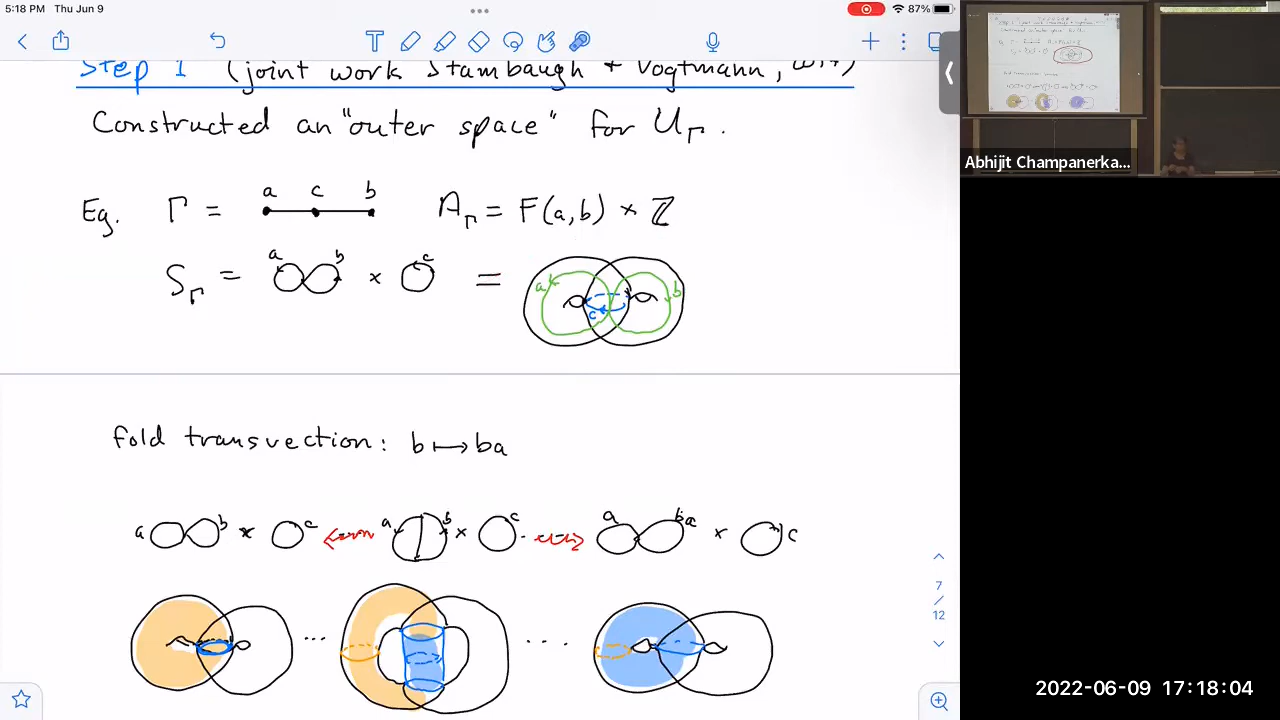 5:18 PM Thu Jun 9
87%
Step 1 (joint work Stambaugh + Vogtmann,
Constructed an "outer space" for U_Γ.
Eg. Γ = a c b A_Γ = F(a,b) × ℤ
S_Γ = a b × c = a c b
fold transvection: b ↦ ba
a b × c a b × c a ba × c
... ...
7
/
12
Abhijit Champanerka...
2022-06-09 17:18:04